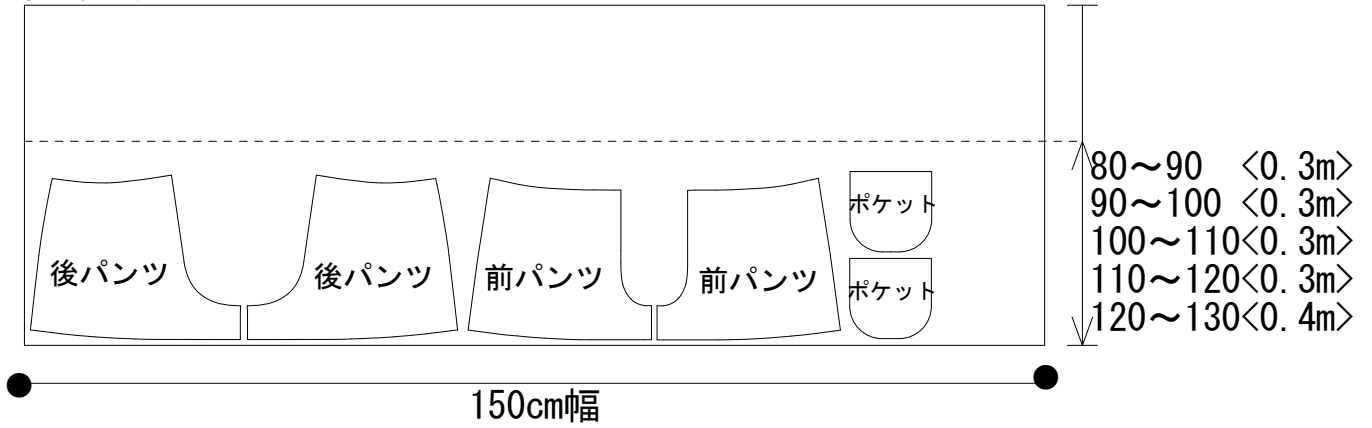 ポケット
80～90 <0.3m>
90～100 <0.3m>
100～110<0.3m>
110～120<0.3m>
120～130<0.4m>
後パンツ
後パンツ
前パンツ
前パンツ
ポケット
150cm幅